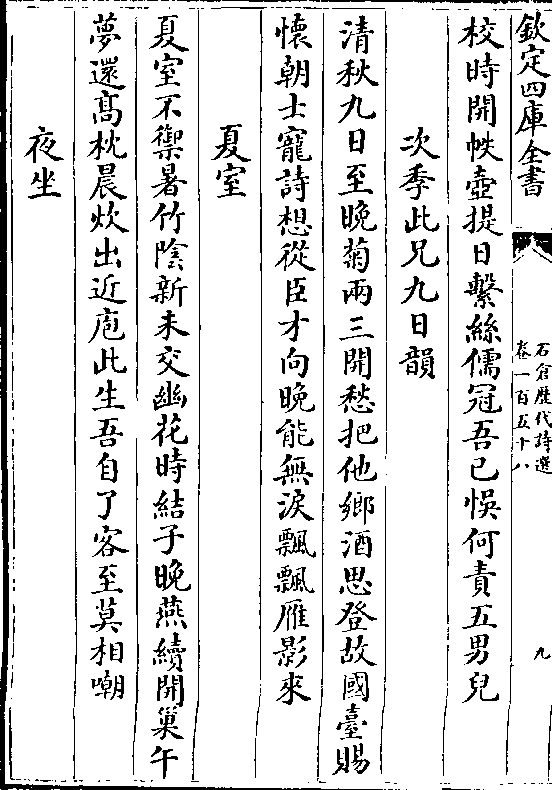 欽定四庫全書
石倉歷代詩選
卷一百五十八
九
校時開帙壺提日繫絲儒冠吾已悞何責五男兒
次季此兄九日韻
清秋九日至晚菊兩三開愁把他鄉酒思登故國臺賜
懷朝士寵詩想從臣才向晚能無淚飄飄雁影來
夏室
夏室不禦暑竹陰新未交幽花時結子晚燕續開巢午
夢還髙枕晨炊出近庖此生吾自了客至莫相嘲
夜坐